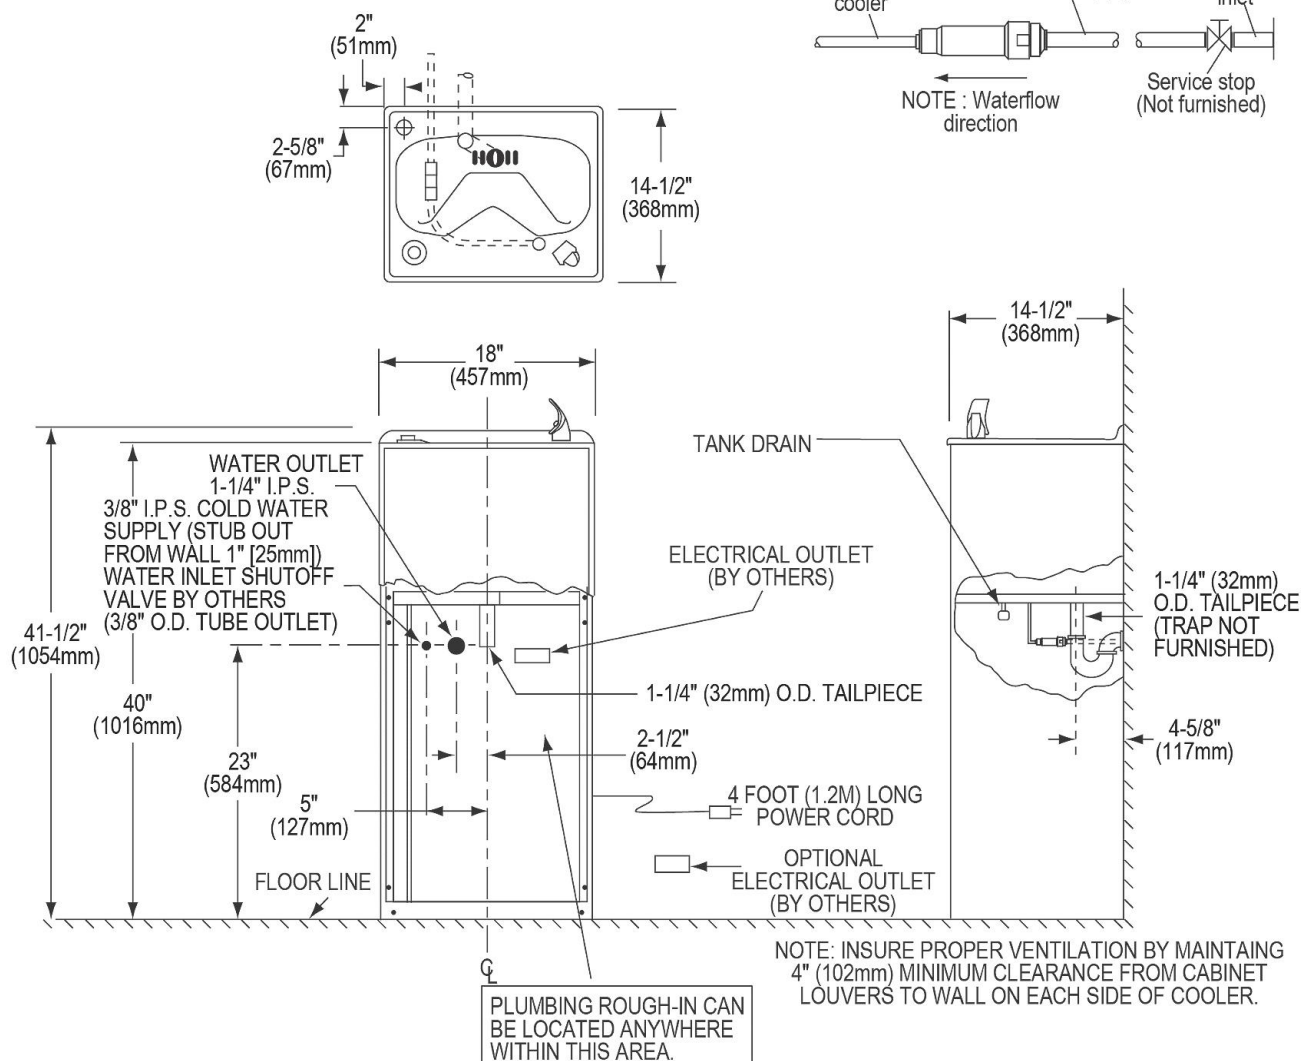 cooler
inlet
Service stop
(Not furnished)
NOTE : Waterflow
direction
2"
(51mm)
2-5/8"
(67mm)
14-1/2"
(368mm)
18"
(457mm)
14-1/2"
(368mm)
WATER OUTLET
1-1/4" I.P.S.
3/8" I.P.S. COLD WATER
SUPPLY (STUB OUT
FROM WALL 1" [25mm])
WATER INLET SHUTOFF
VALVE BY OTHERS
(3/8" O.D. TUBE OUTLET)
TANK DRAIN
ELECTRICAL OUTLET
(BY OTHERS)
1-1/4" (32mm)
O.D. TAILPIECE
(TRAP NOT
FURNISHED)
41-1/2"
(1054mm)
40"
(1016mm)
23"
(584mm)
5"
(127mm)
1-1/4" (32mm) O.D. TAILPIECE
2-1/2"
(64mm)
4-5/8"
(117mm)
4 FOOT (1.2M) LONG
POWER CORD
OPTIONAL
ELECTRICAL OUTLET
(BY OTHERS)
FLOOR LINE
NOTE: INSURE PROPER VENTILATION BY MAINTAING
4" (102mm) MINIMUM CLEARANCE FROM CABINET
LOUVERS TO WALL ON EACH SIDE OF COOLER.
CL
PLUMBING ROUGH-IN CAN
BE LOCATED ANYWHERE
WITHIN THIS AREA.